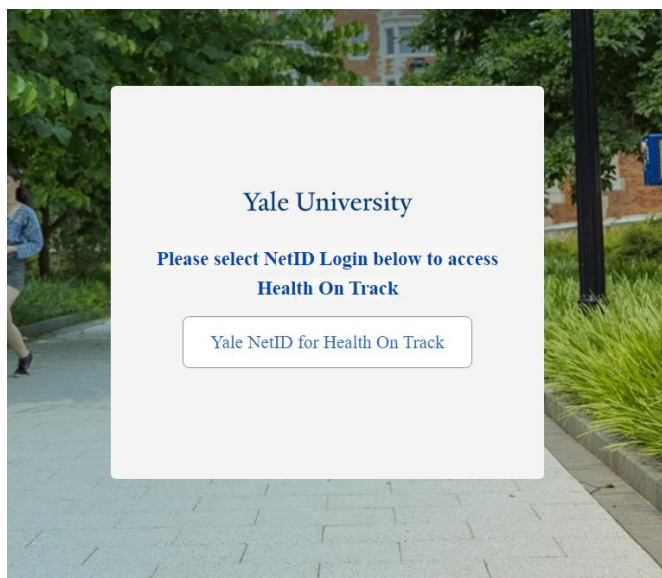 Yale University
Please select NetID Login below to access
Health On Track
Yale NetID for Health On Track